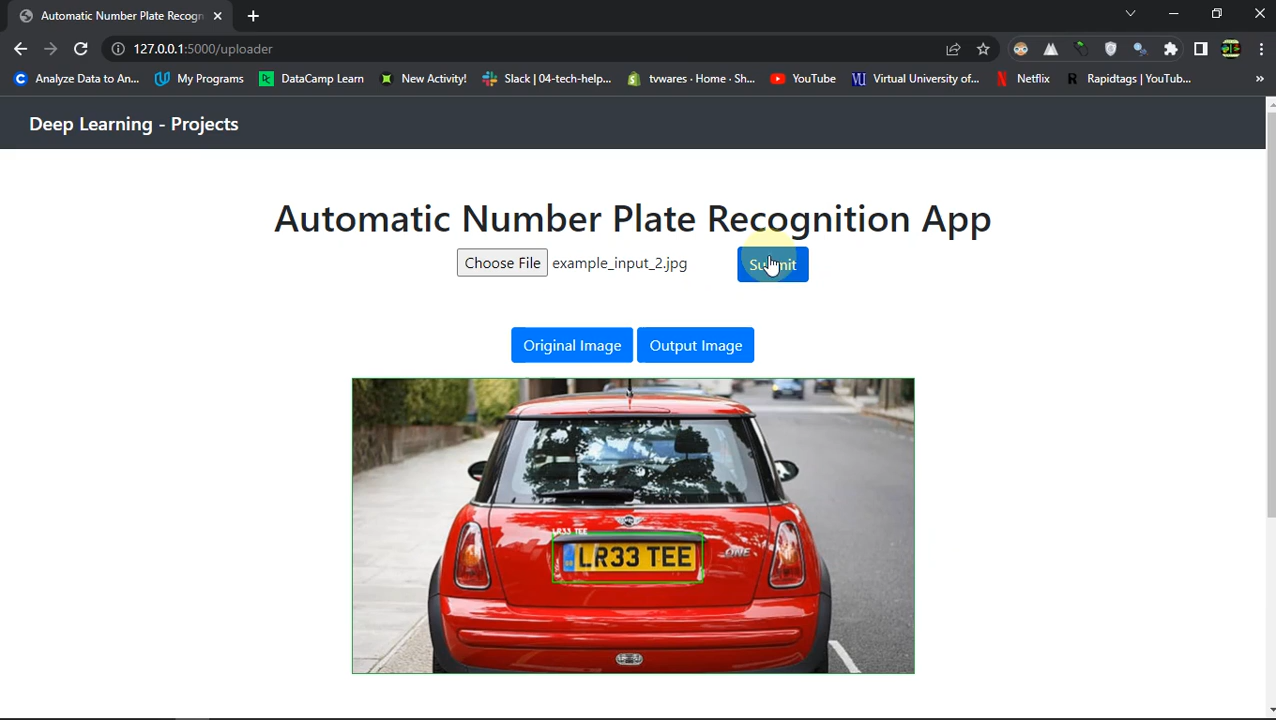 Automatic Number Plate Recogn
127.0.0.1:5000/uploader
Analyze Data to An... My Programs DataCamp Learn New Activity! Slack | 04-tech-help... tvwares · Home · Sh... YouTube Virtual University of... Netflix Rapidtags | YouTub... »
Deep Learning - Projects
Automatic Number Plate Recognition App
Choose File example_input_2.jpg Submit
Original Image Output Image
LR33 TEE
ONE
LR33 TEE